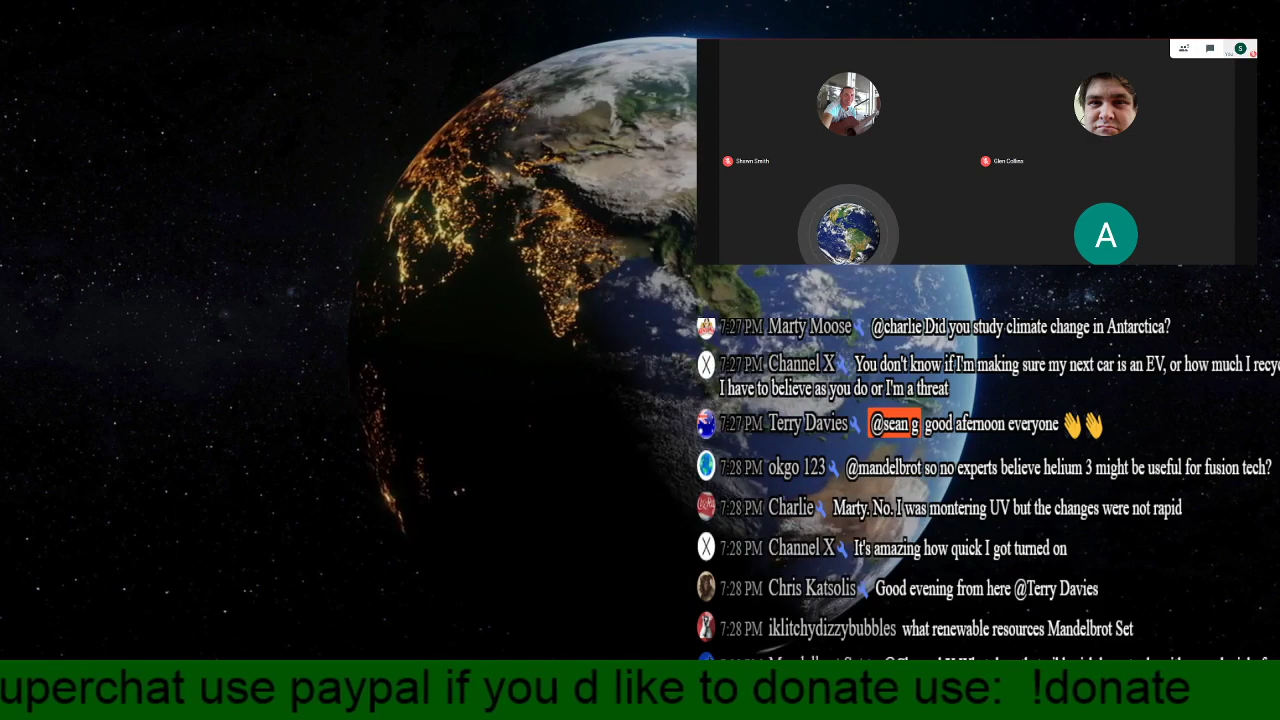 S
You
Shawn Smith
Glen Collins
A
7:27 PM Marty Moose @charlie Did you study climate change in Antarctica?
7:27 PM Channel X You don't know if I'm making sure my next car is an EV, or how much I recyc
I have to believe as you do or I'm a threat
7:27 PM Terry Davies @sean g good afernoon everyone 👋👋
7:28 PM okgo 123 @mandelbrot so no experts believe helium 3 might be useful for fusion tech?
7:28 PM Charlie Marty. No. I was montering UV but the changes were not rapid
7:28 PM Channel X It's amazing how quick I got turned on
7:28 PM Chris Katsolis Good evening from here @Terry Davies
7:28 PM iklitchydizzybubbles what renewable resources Mandelbrot Set
uperchat use paypal if you d like to donate use: !donate